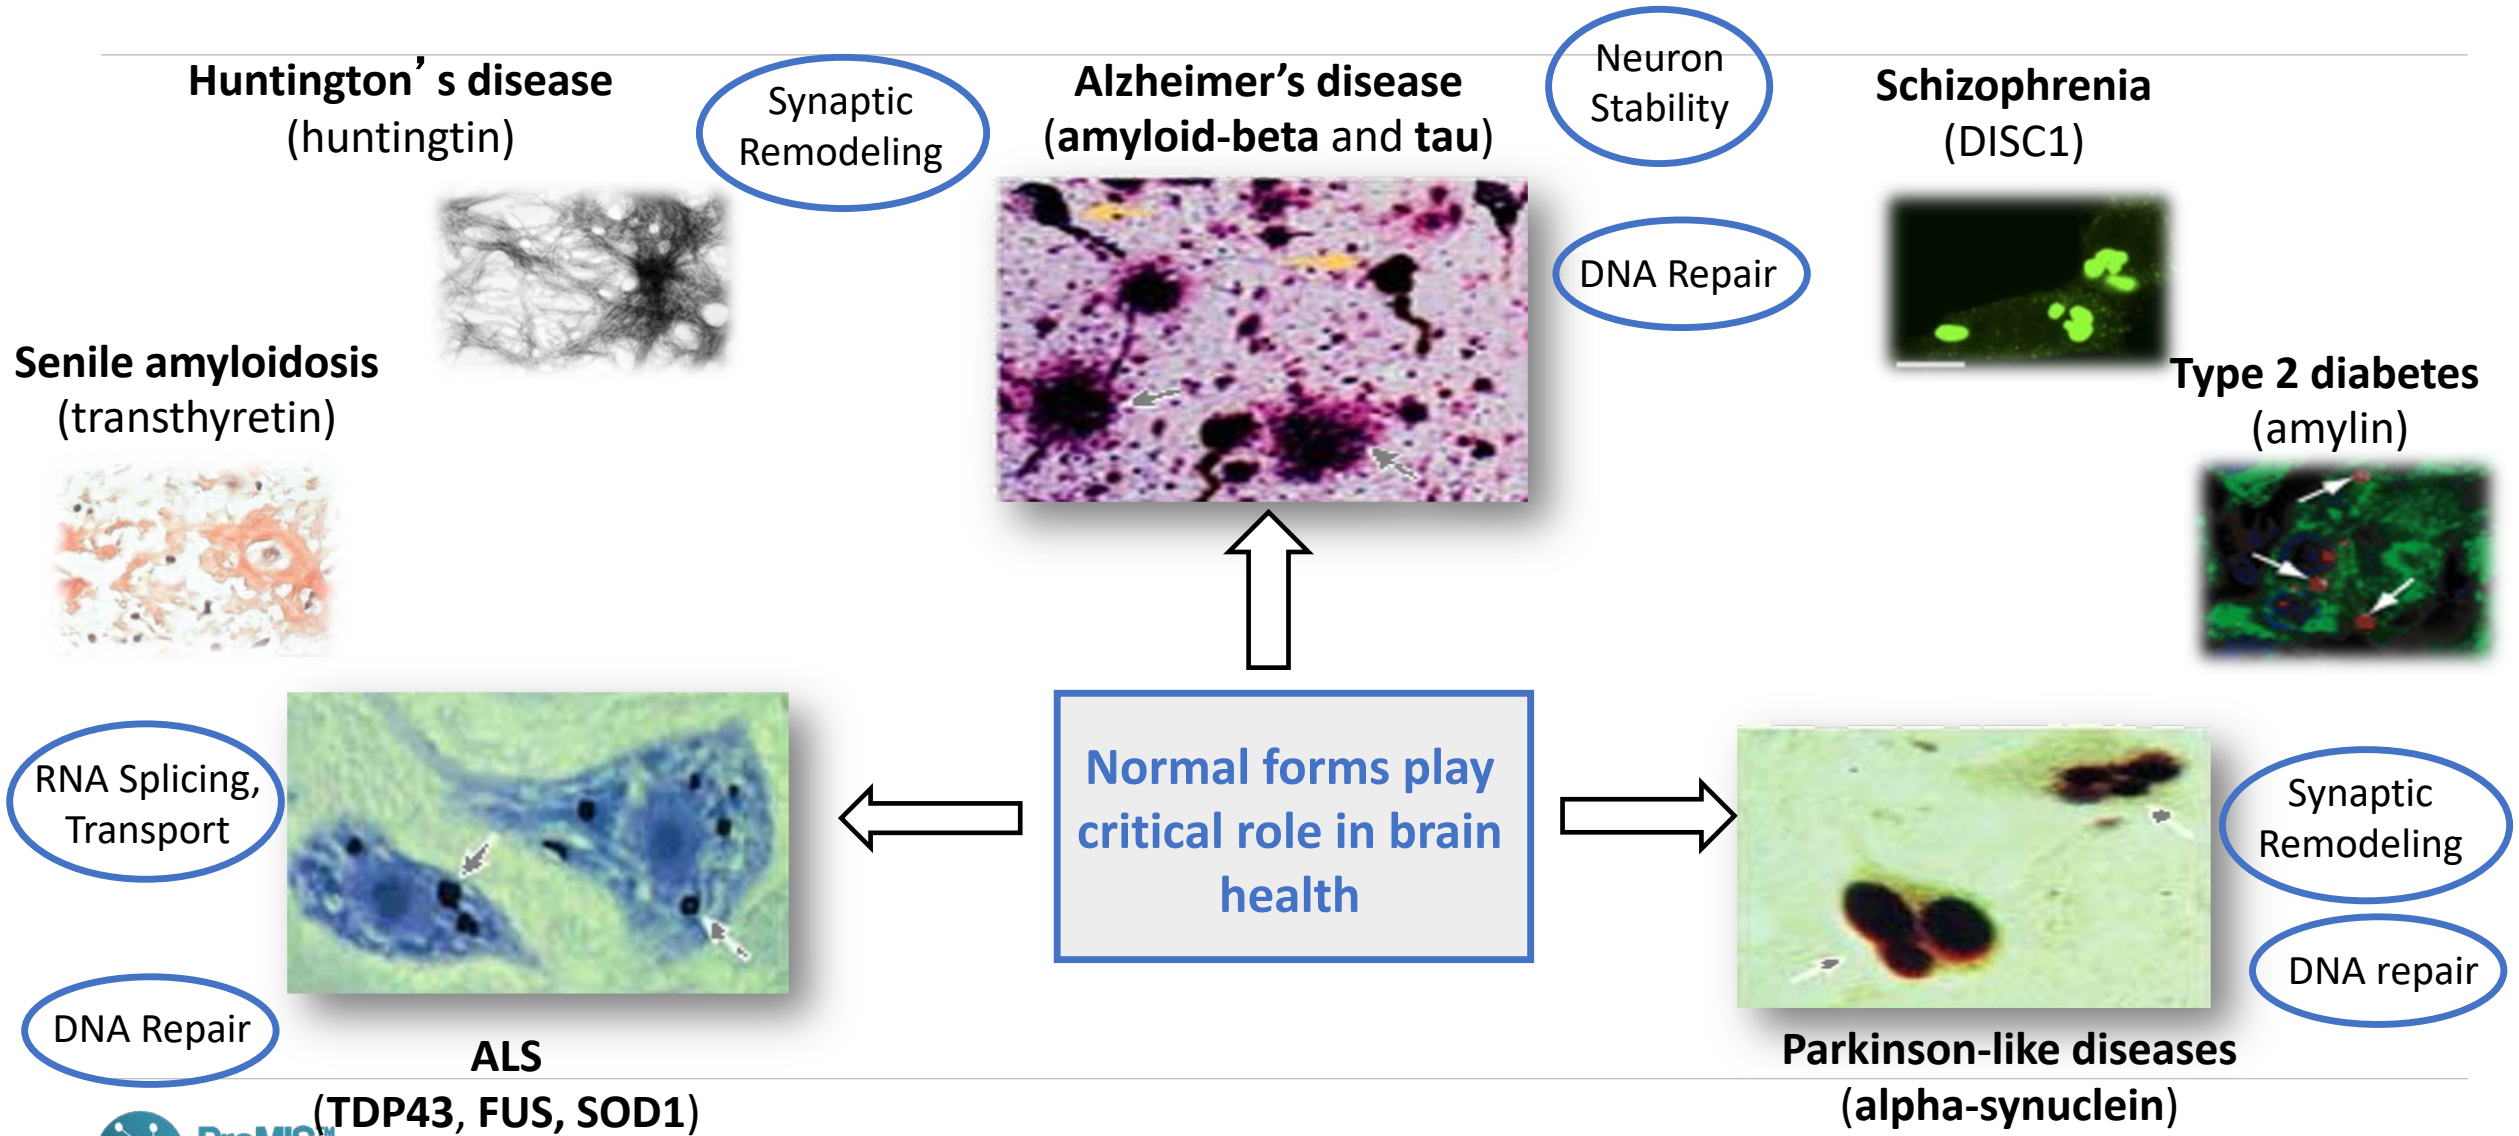 Huntington's disease
(huntingtin)
Synaptic
Remodeling
Alzheimer's disease
(amyloid-beta and tau)
Neuron
Stability
DNA Repair
Schizophrenia
(DISC1)
Senile amyloidosis
(transthyretin)
Type 2 diabetes
(amylin)
Normal forms play
critical role in brain
health
RNA Splicing,
Transport
DNA Repair
ALS
(TDP43, FUS, SOD1)
Synaptic
Remodeling
DNA repair
Parkinson-like diseases
(alpha-synuclein)
ProMIS™